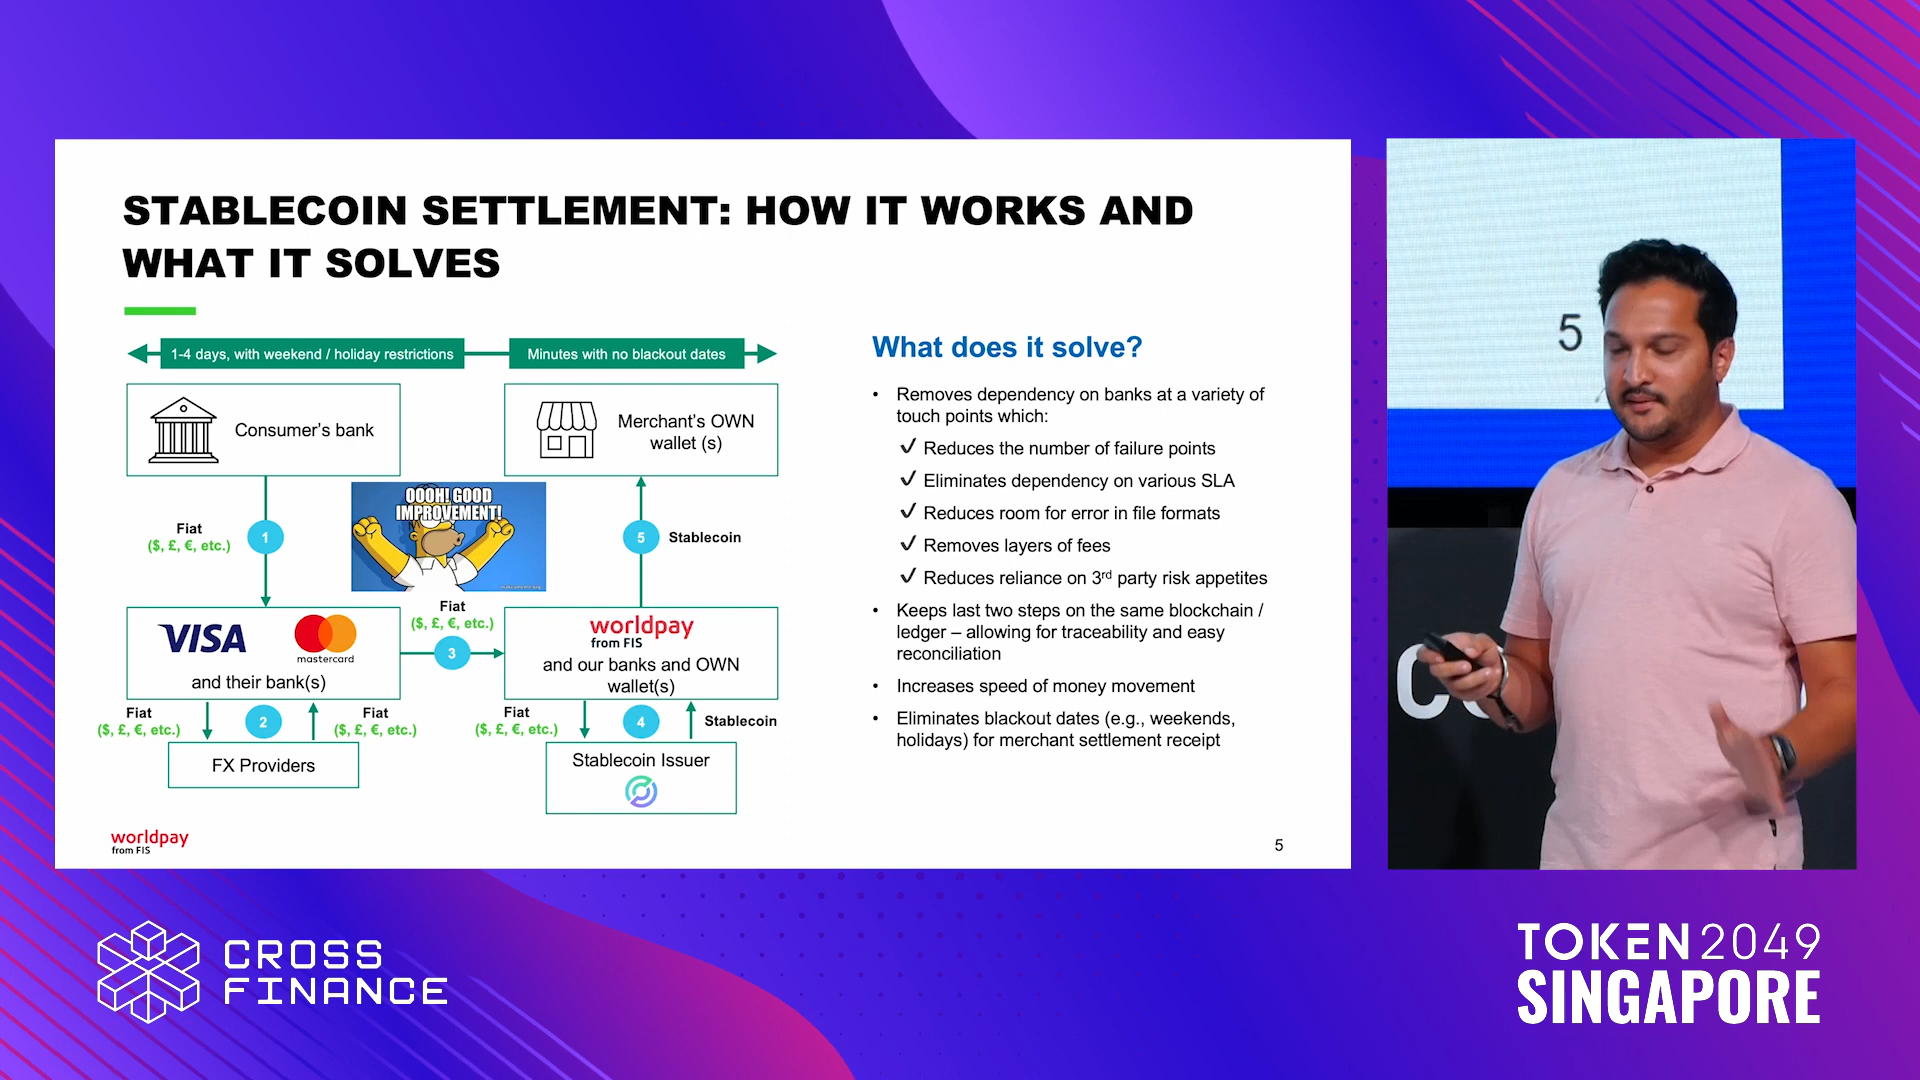 STABLECOIN SETTLEMENT: HOW IT WORKS AND
WHAT IT SOLVES
1-4 days, with weekend / holiday restrictions
Minutes with no blackout dates
Consumer's bank
Merchant's OWN
wallet (s)
OOOH! GOOD
IMPROVEMENT!
Fiat
($, £, €, etc.)
1
5
Stablecoin
VISA
mastercard
and their bank(s)
Fiat
($, £, €, etc.)
3
worldpay
from FIS
and our banks and OWN
wallet(s)
Fiat
($, £, €, etc.)
2
Fiat
($, £, €, etc.)
Fiat
($, £, €, etc.)
4
Stablecoin
FX Providers
Stablecoin Issuer
What does it solve?
• Removes dependency on banks at a variety of
touch points which:
✓ Reduces the number of failure points
✓ Eliminates dependency on various SLA
✓ Reduces room for error in file formats
✓ Removes layers of fees
✓ Reduces reliance on 3rd party risk appetites
• Keeps last two steps on the same blockchain /
ledger – allowing for traceability and easy
reconciliation
• Increases speed of money movement
• Eliminates blackout dates (e.g., weekends,
holidays) for merchant settlement receipt
worldpay
from FIS
5
5
CROSS
FINANCE
TOKEN2049
SINGAPORE